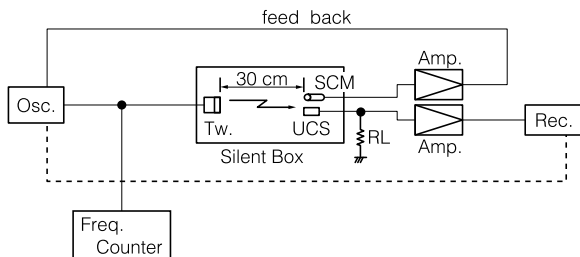 feed back
Amp.
30 cm
SCM
Osc.
Tw.
UCS
RL
Amp.
Rec.
Silent Box
Freq.
Counter